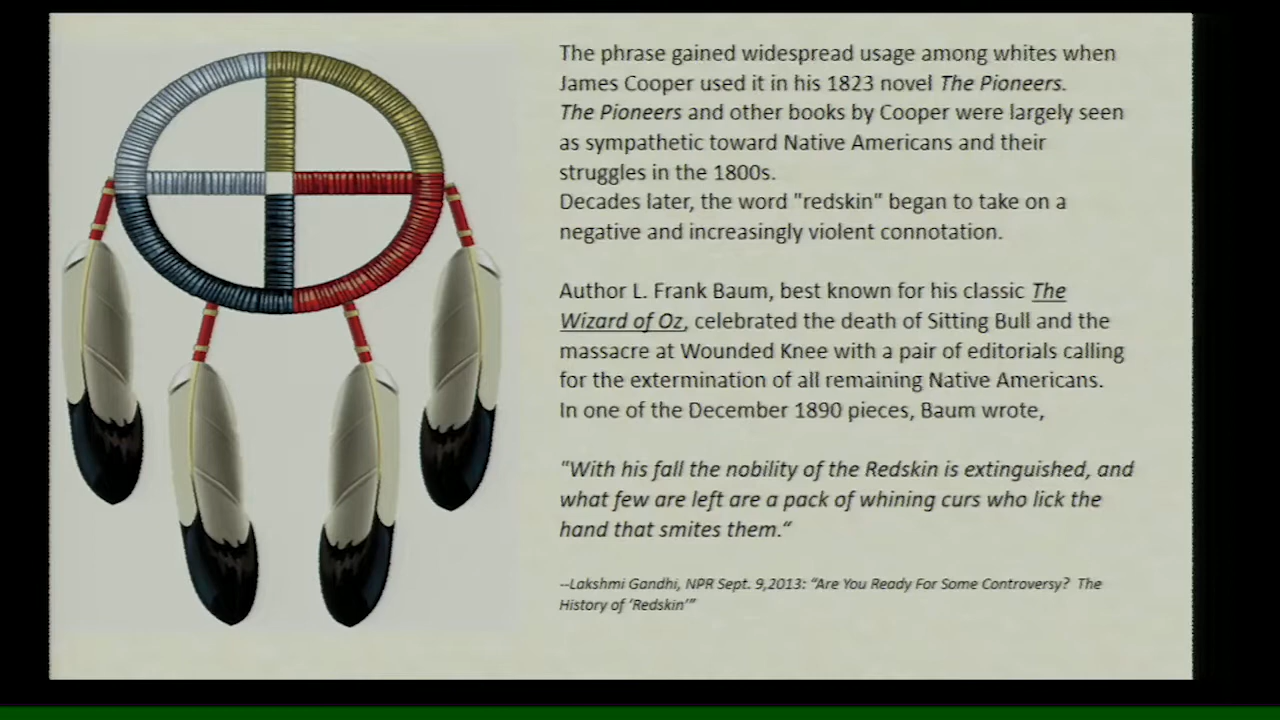 The phrase gained widespread usage among whites when
James Cooper used it in his 1823 novel The Pioneers.
The Pioneers and other books by Cooper were largely seen
as sympathetic toward Native Americans and their
struggles in the 1800s.
Decades later, the word "redskin" began to take on a
negative and increasingly violent connotation.
Author L. Frank Baum, best known for his classic The
Wizard of Oz, celebrated the death of Sitting Bull and the
massacre at Wounded Knee with a pair of editorials calling
for the extermination of all remaining Native Americans.
In one of the December 1890 pieces, Baum wrote,
"With his fall the nobility of the Redskin is extinguished, and
what few are left are a pack of whining curs who lick the
hand that smites them.“
--Lakshmi Gandhi, NPR Sept. 9,2013: “Are You Ready For Some Controversy? The
History of ‘Redskin’”